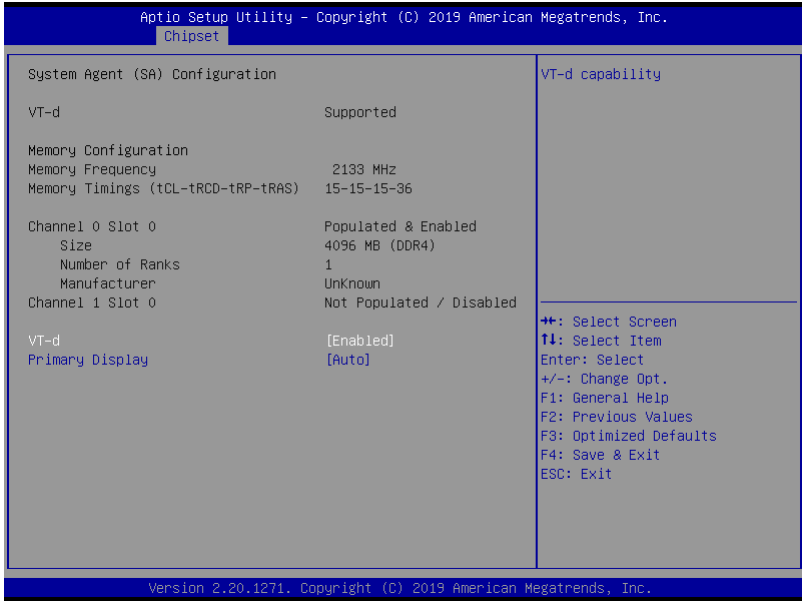 Aptio Setup Utility – Copyright (C) 2019 American Megatrends, Inc.
Chipset
System Agent (SA) Configuration
VT-d Supported
Memory Configuration
Memory Frequency 2133 MHz
Memory Timings (tCL-tRCD-tRP-tRAS) 15-15-15-36
Channel 0 Slot 0 Populated & Enabled
Size 4096 MB (DDR4)
Number of Ranks 1
Manufacturer UnKnown
Channel 1 Slot 0 Not Populated / Disabled
VT-d [Enabled]
Primary Display [Auto]
VT-d capability
→←: Select Screen
↑↓: Select Item
Enter: Select
+/-: Change Opt.
F1: General Help
F2: Previous Values
F3: Optimized Defaults
F4: Save & Exit
ESC: Exit
Version 2.20.1271. Copyright (C) 2019 American Megatrends, Inc.